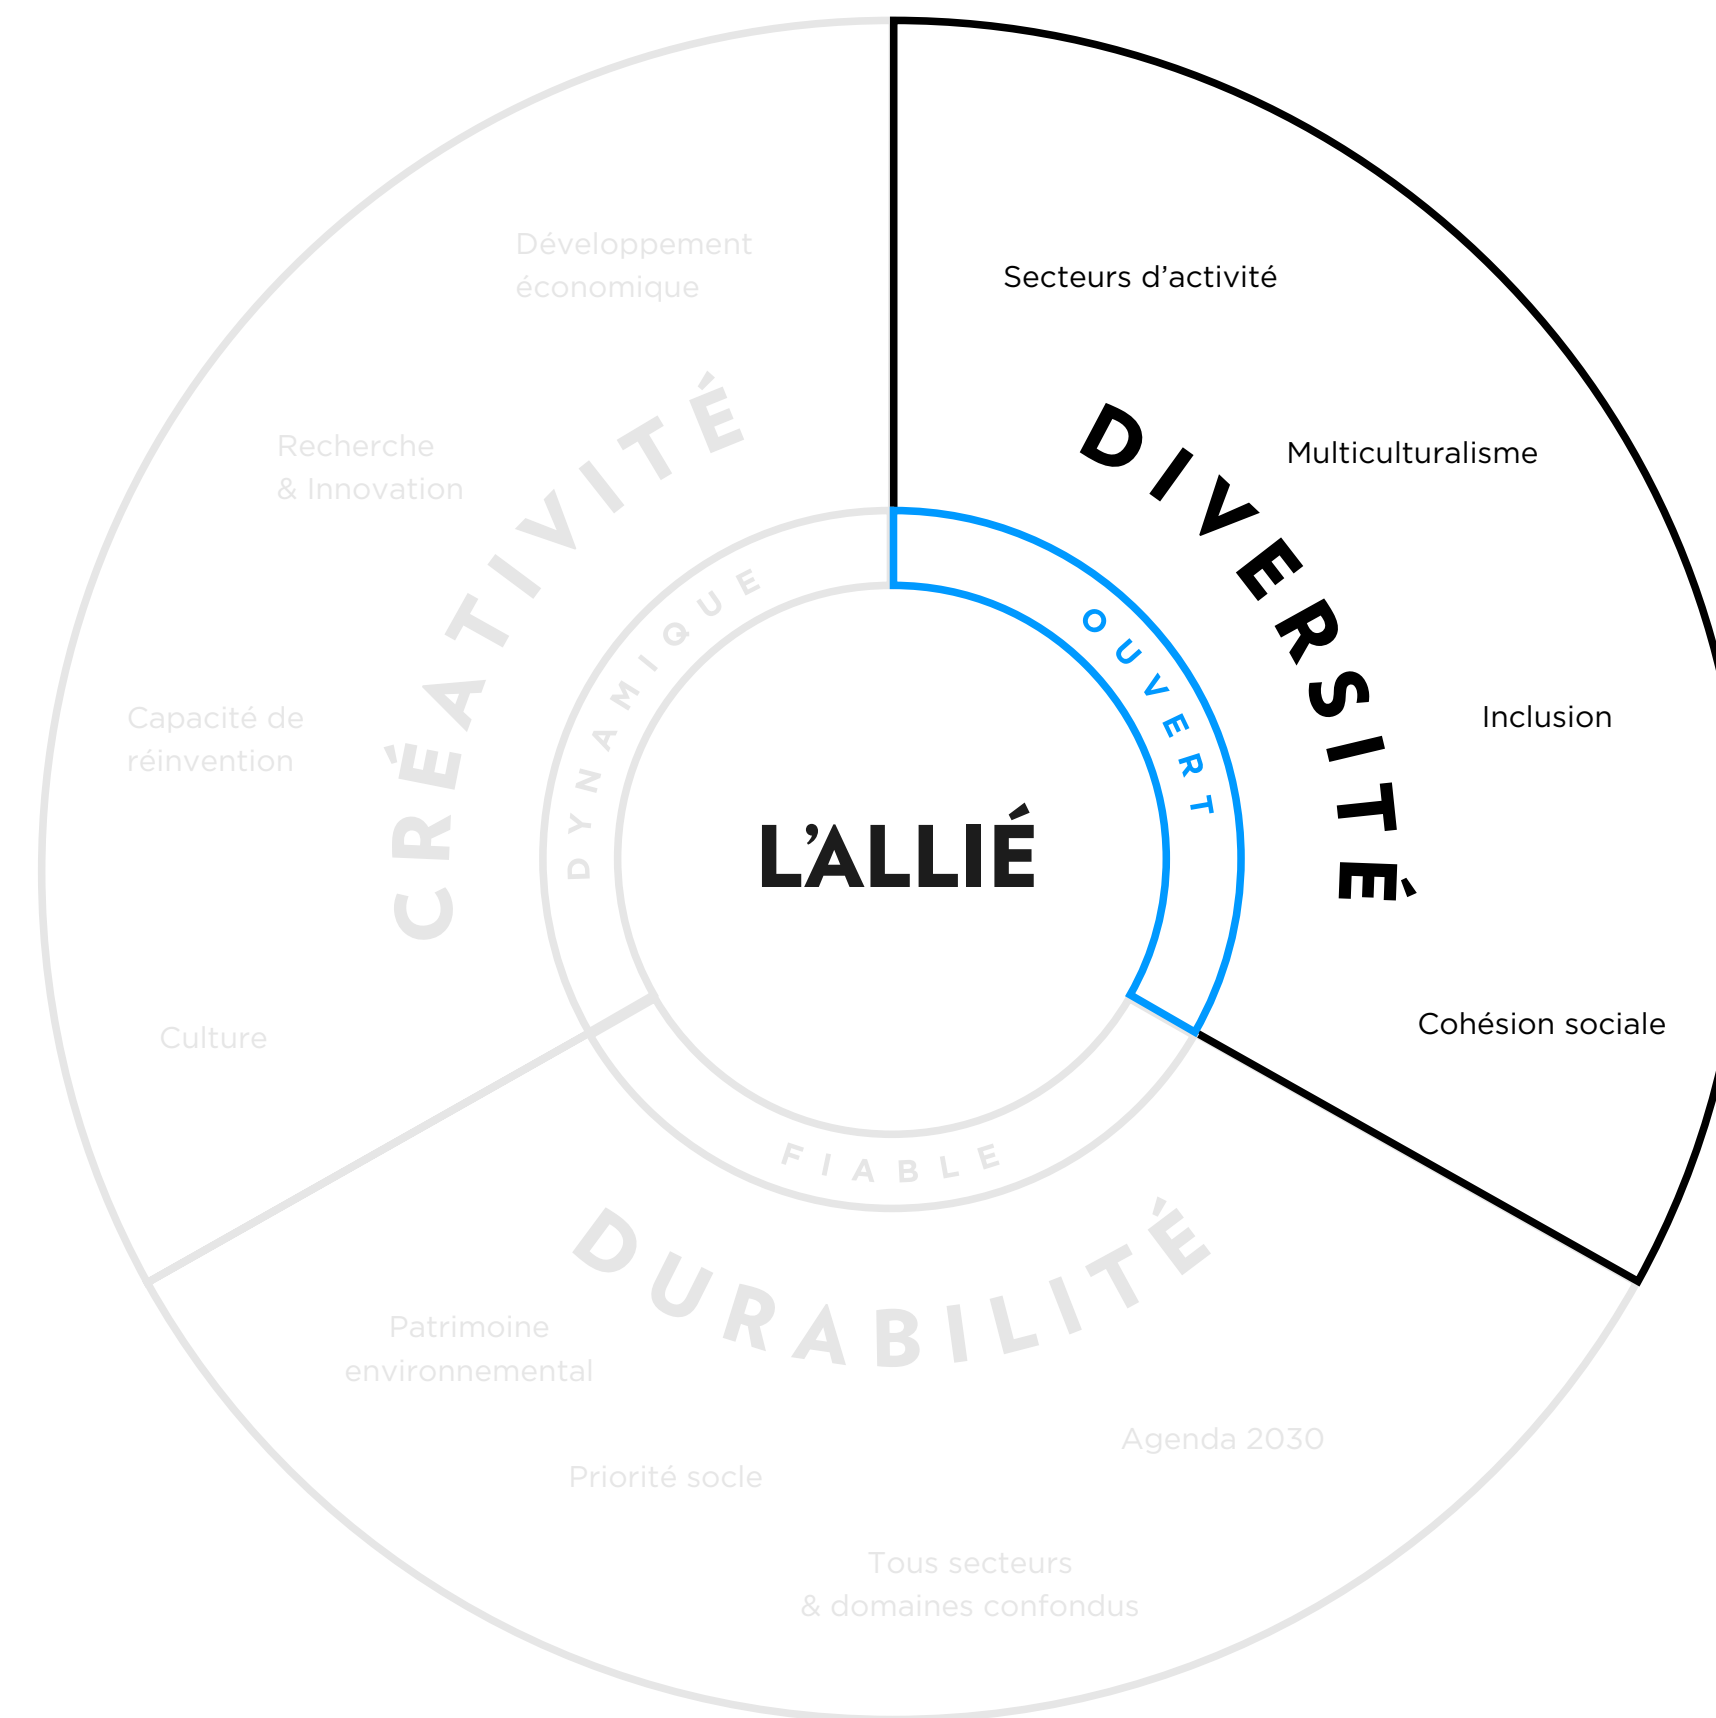 Développement
économique
Secteurs d’activité
Recherche
& Innovation
Multiculturalisme
CRÉATIVITÉ
DIVERSITÉ
DYNAMIQUE
OUVERT
Capacité de
réinvention
Inclusion
L’ALLIÉ
Culture
Cohésion sociale
FIABLE
DURABILITÉ
Patrimoine
environnemental
Agenda 2030
Priorité socle
Tous secteurs
& domaines confondus